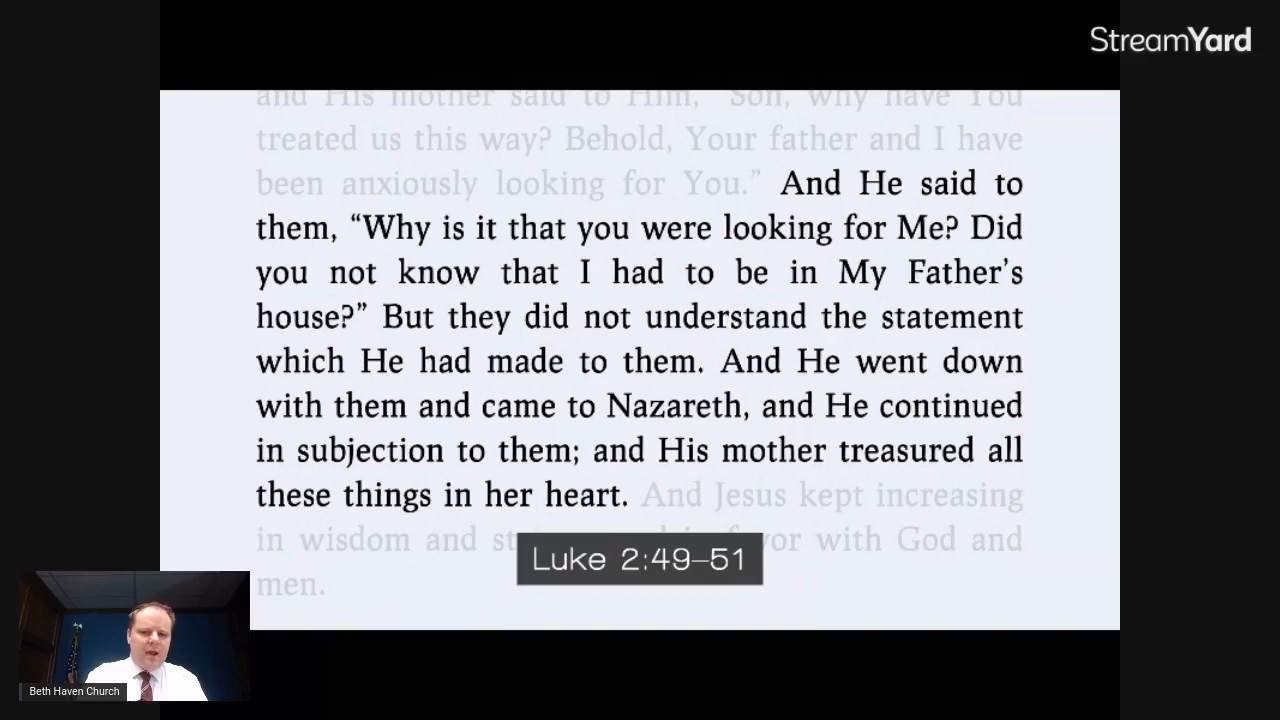 StreamYard
and His mother said to Him, "Son, why have You
treated us this way? Behold, Your father and I have
been anxiously looking for You.” And He said to
them, “Why is it that you were looking for Me? Did
you not know that I had to be in My Father’s
house?” But they did not understand the statement
which He had made to them. And He went down
with them and came to Nazareth, and He continued
in subjection to them; and His mother treasured all
these things in her heart. And Jesus kept increasing
in wisdom and with God and
men.
Luke 2:49–51
Beth Haven Church